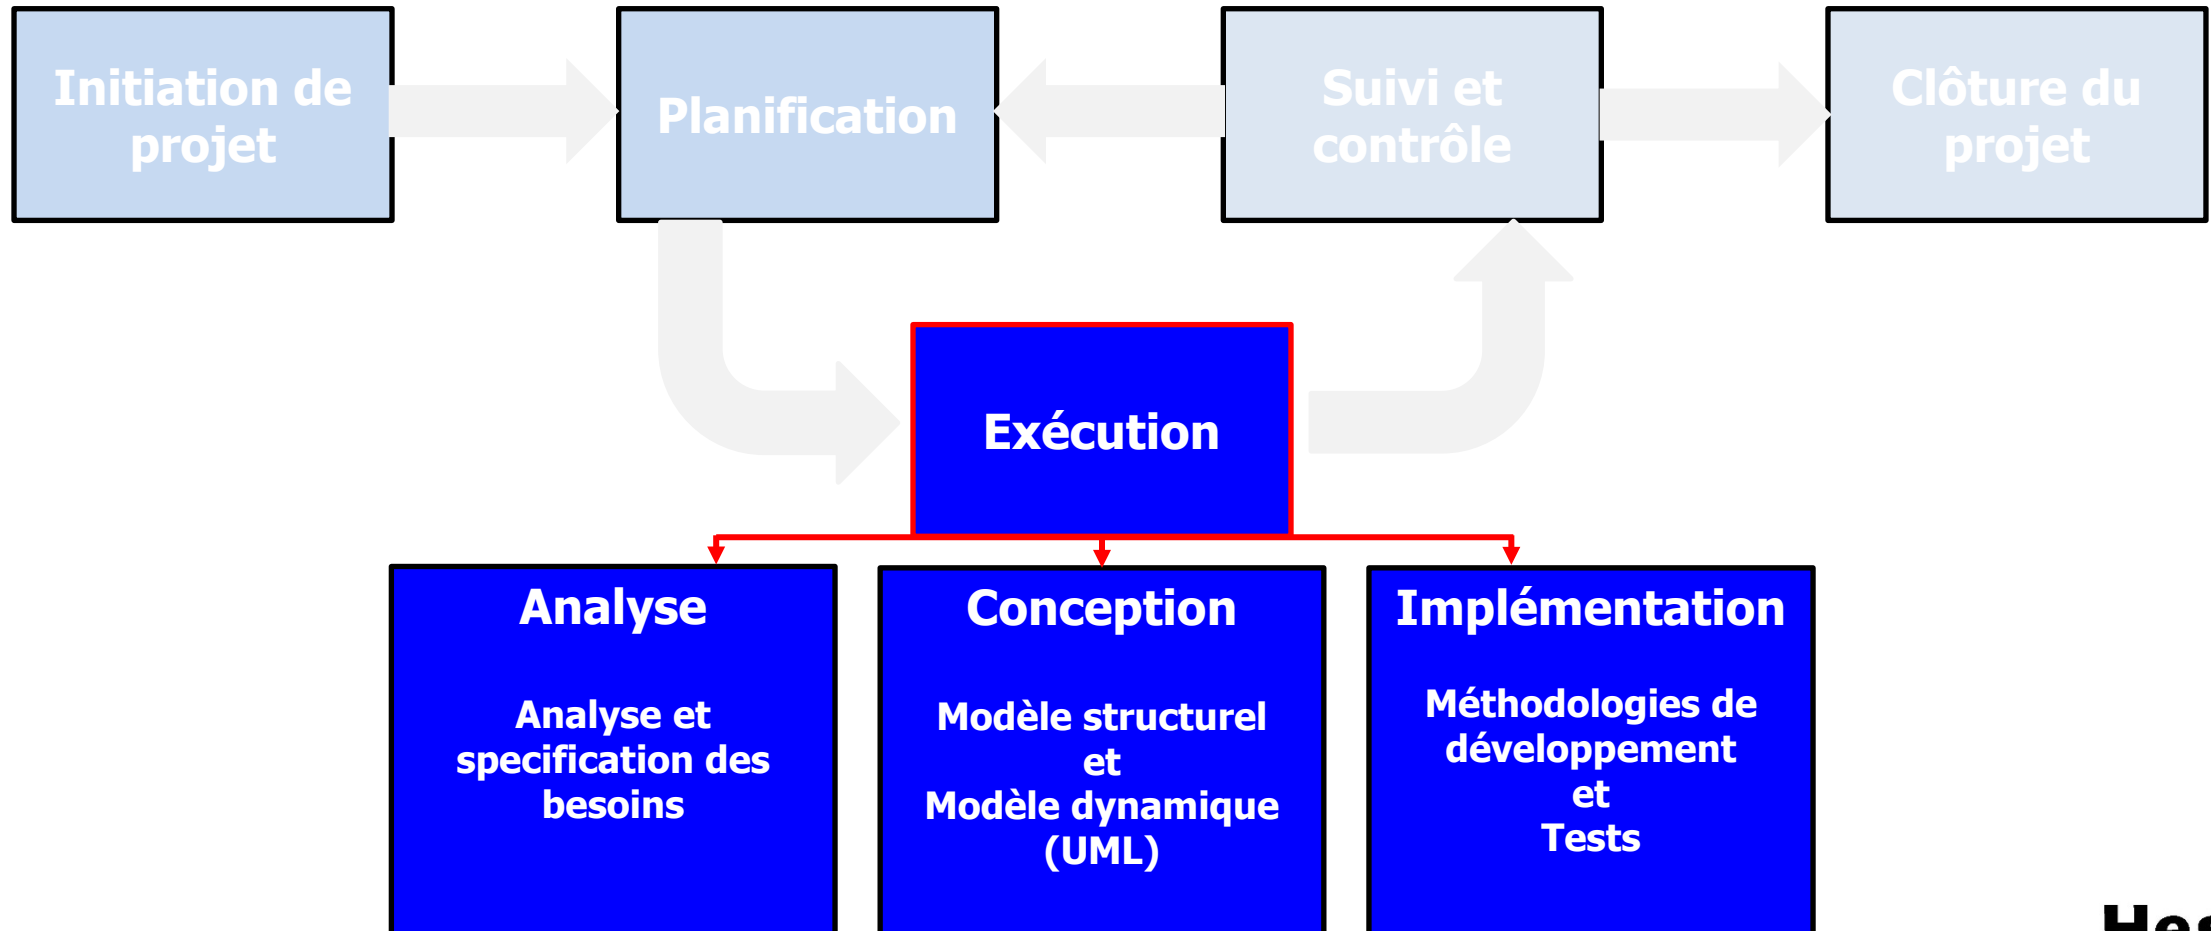 Initiation de
projet
Planification
Suivi et
contrôle
Clôture du
projet
Exécution
Analyse
Analyse et
specification des
besoins
Conception
Modèle structurel
et
Modèle dynamique
(UML)
Implémentation
Méthodologies de
développement
et
Tests